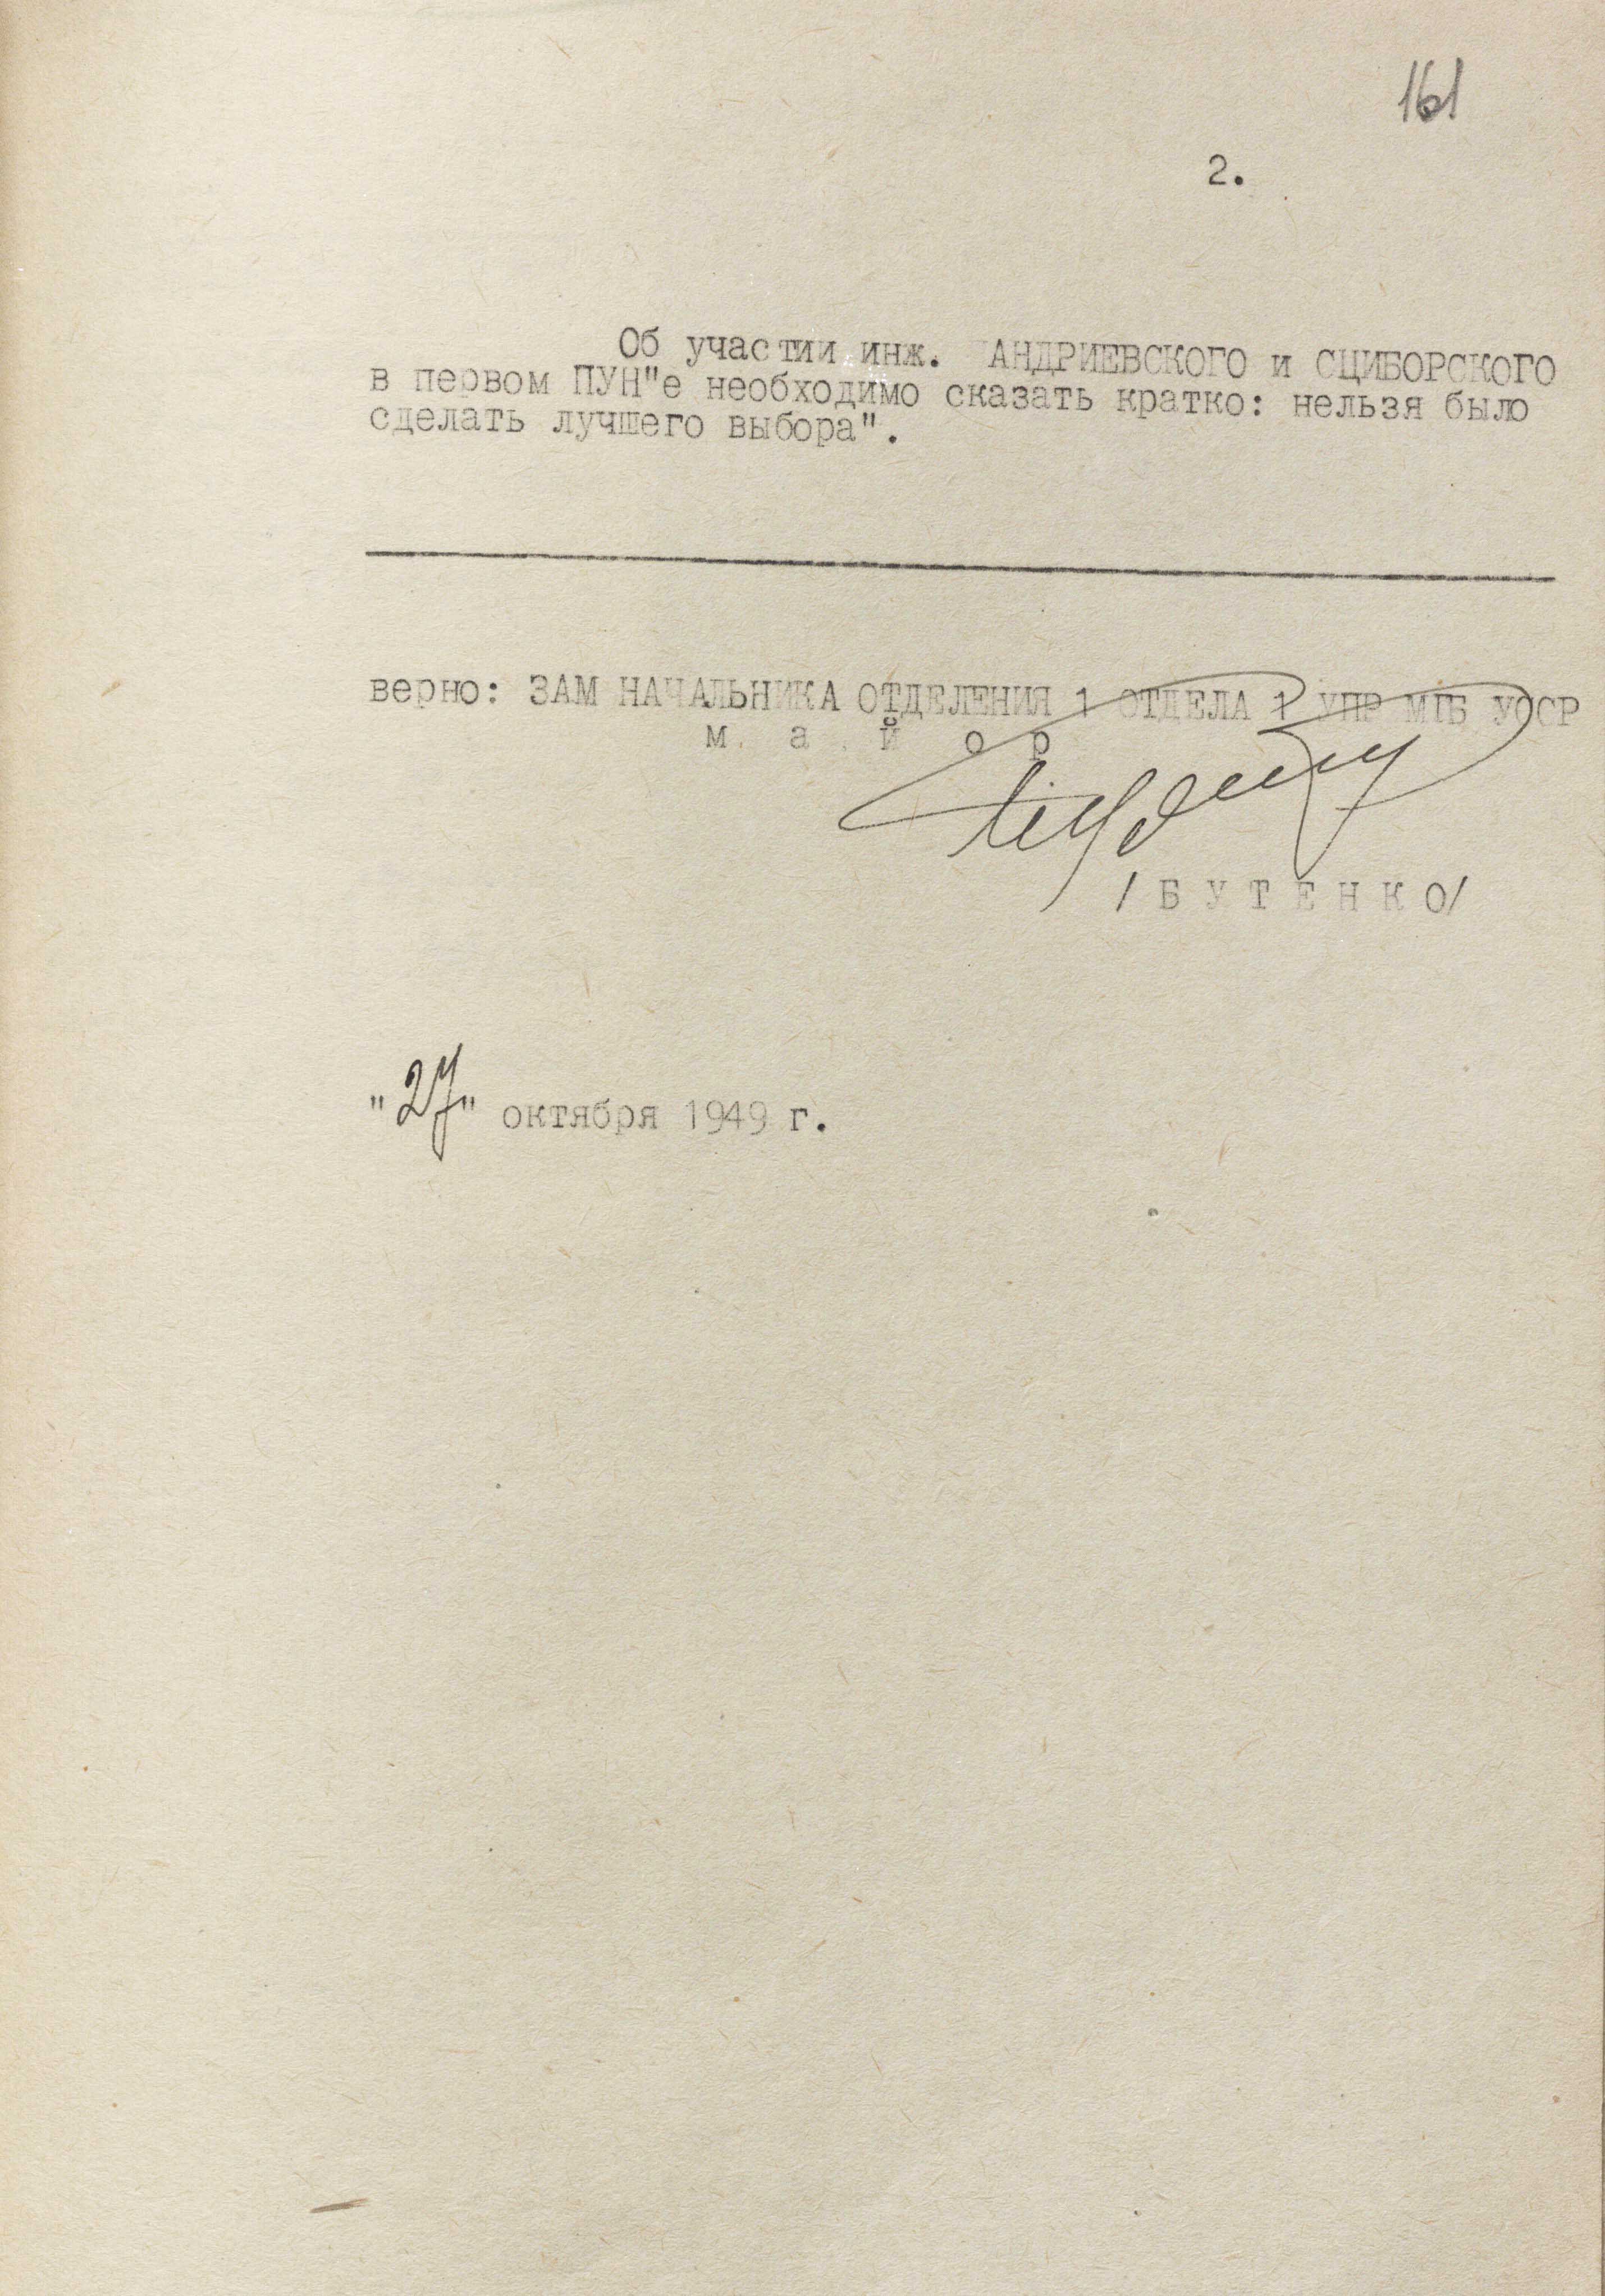 161
2.
Об участии инж. АНДРИЕВСКОГО и СЦИБОРСКОГО
в первом ПУН"е необходимо сказать кратко: нельзя было
сделать лучшего выбора".
верно: ЗАМ НАЧАЛЬНИКА ОТДЕЛЕНИЯ 1 ОТДЕЛА 1 УПР МГБ УССР
м а й о р
/ Б У Т Е Н К О/
"27" октября 1949 г.